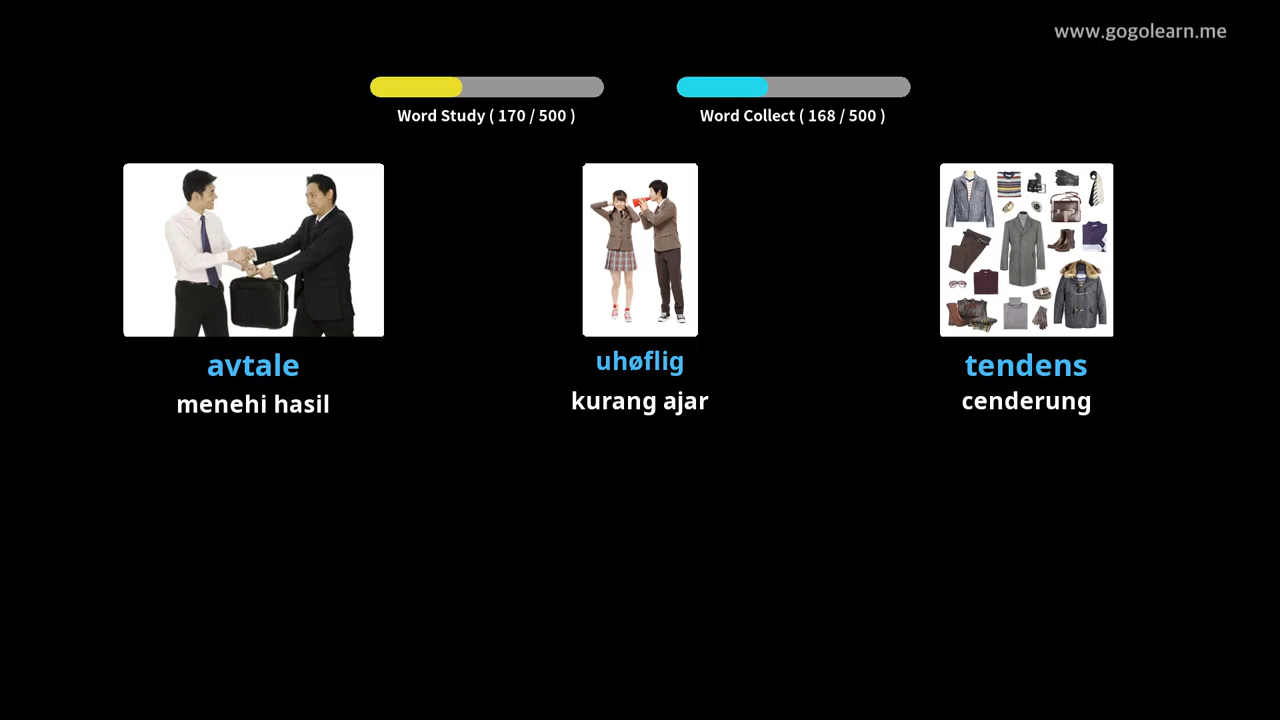 www.gogolearn.me
Word Study ( 170 / 500 )
Word Collect ( 168 / 500 )
avtale
menehi hasil
uhøflig
kurang ajar
tendens
cenderung